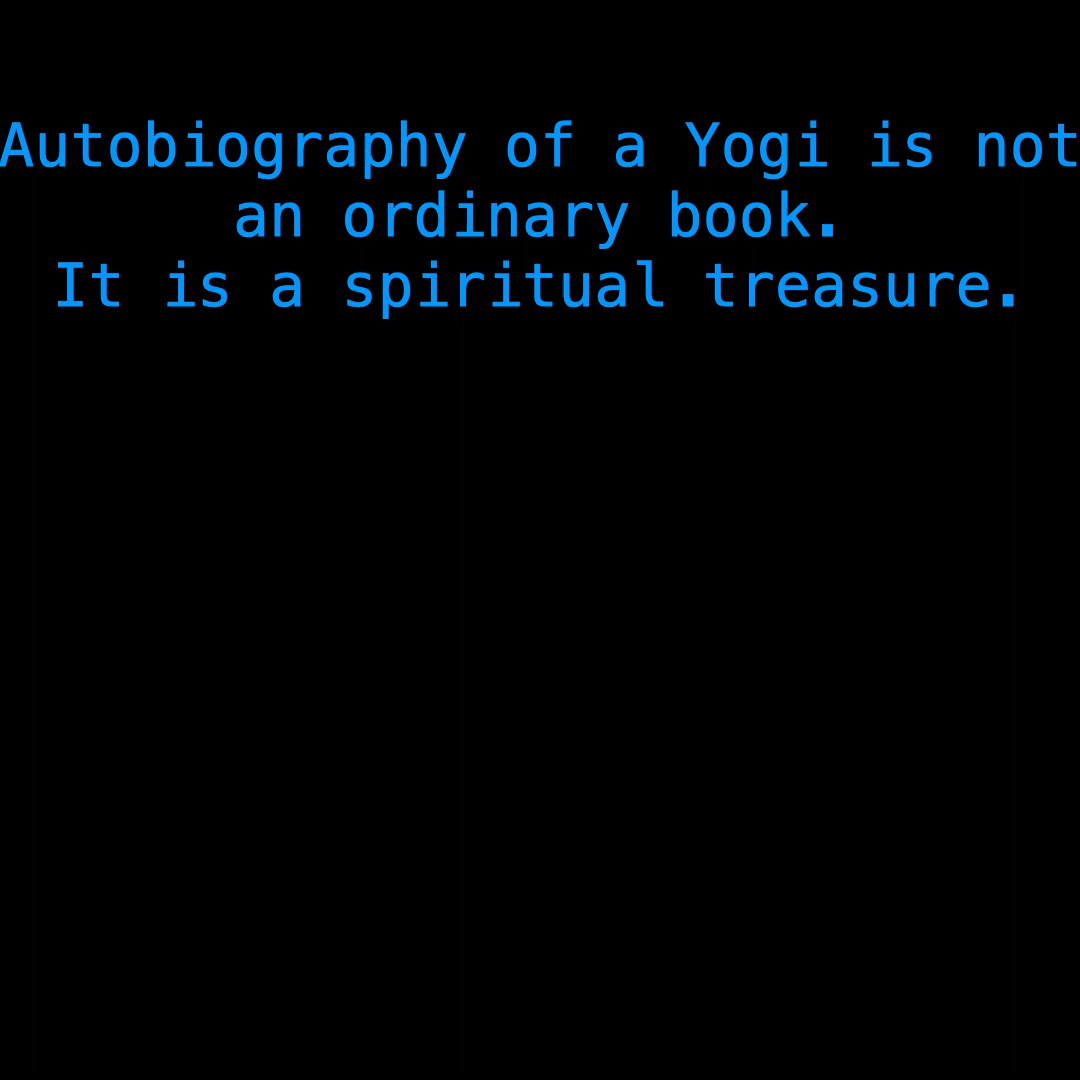 Autobiography of a Yogi is not
an ordinary book.
It is a spiritual treasure.